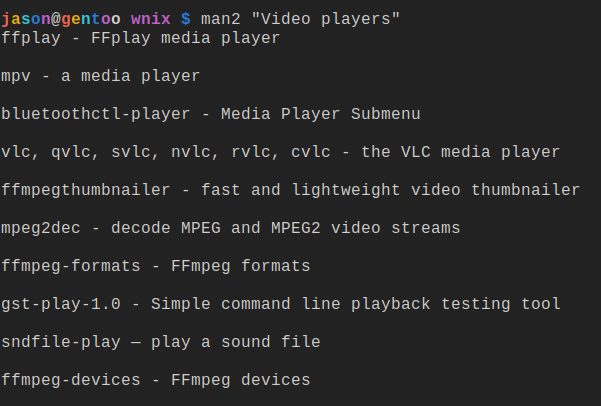 jason@gentoo wnix $ man2 "Video players"
ffplay - FFplay media player
mpv - a media player
bluetoothctl-player - Media Player Submenu
vlc, qvlc, svlc, nvlc, rvlc, cvlc - the VLC media player
ffmpegthumbnailer - fast and lightweight video thumbnailer
mpeg2dec - decode MPEG and MPEG2 video streams
ffmpeg-formats - FFmpeg formats
gst-play-1.0 - Simple command line playback testing tool
sndfile-play — play a sound file
ffmpeg-devices - FFmpeg devices